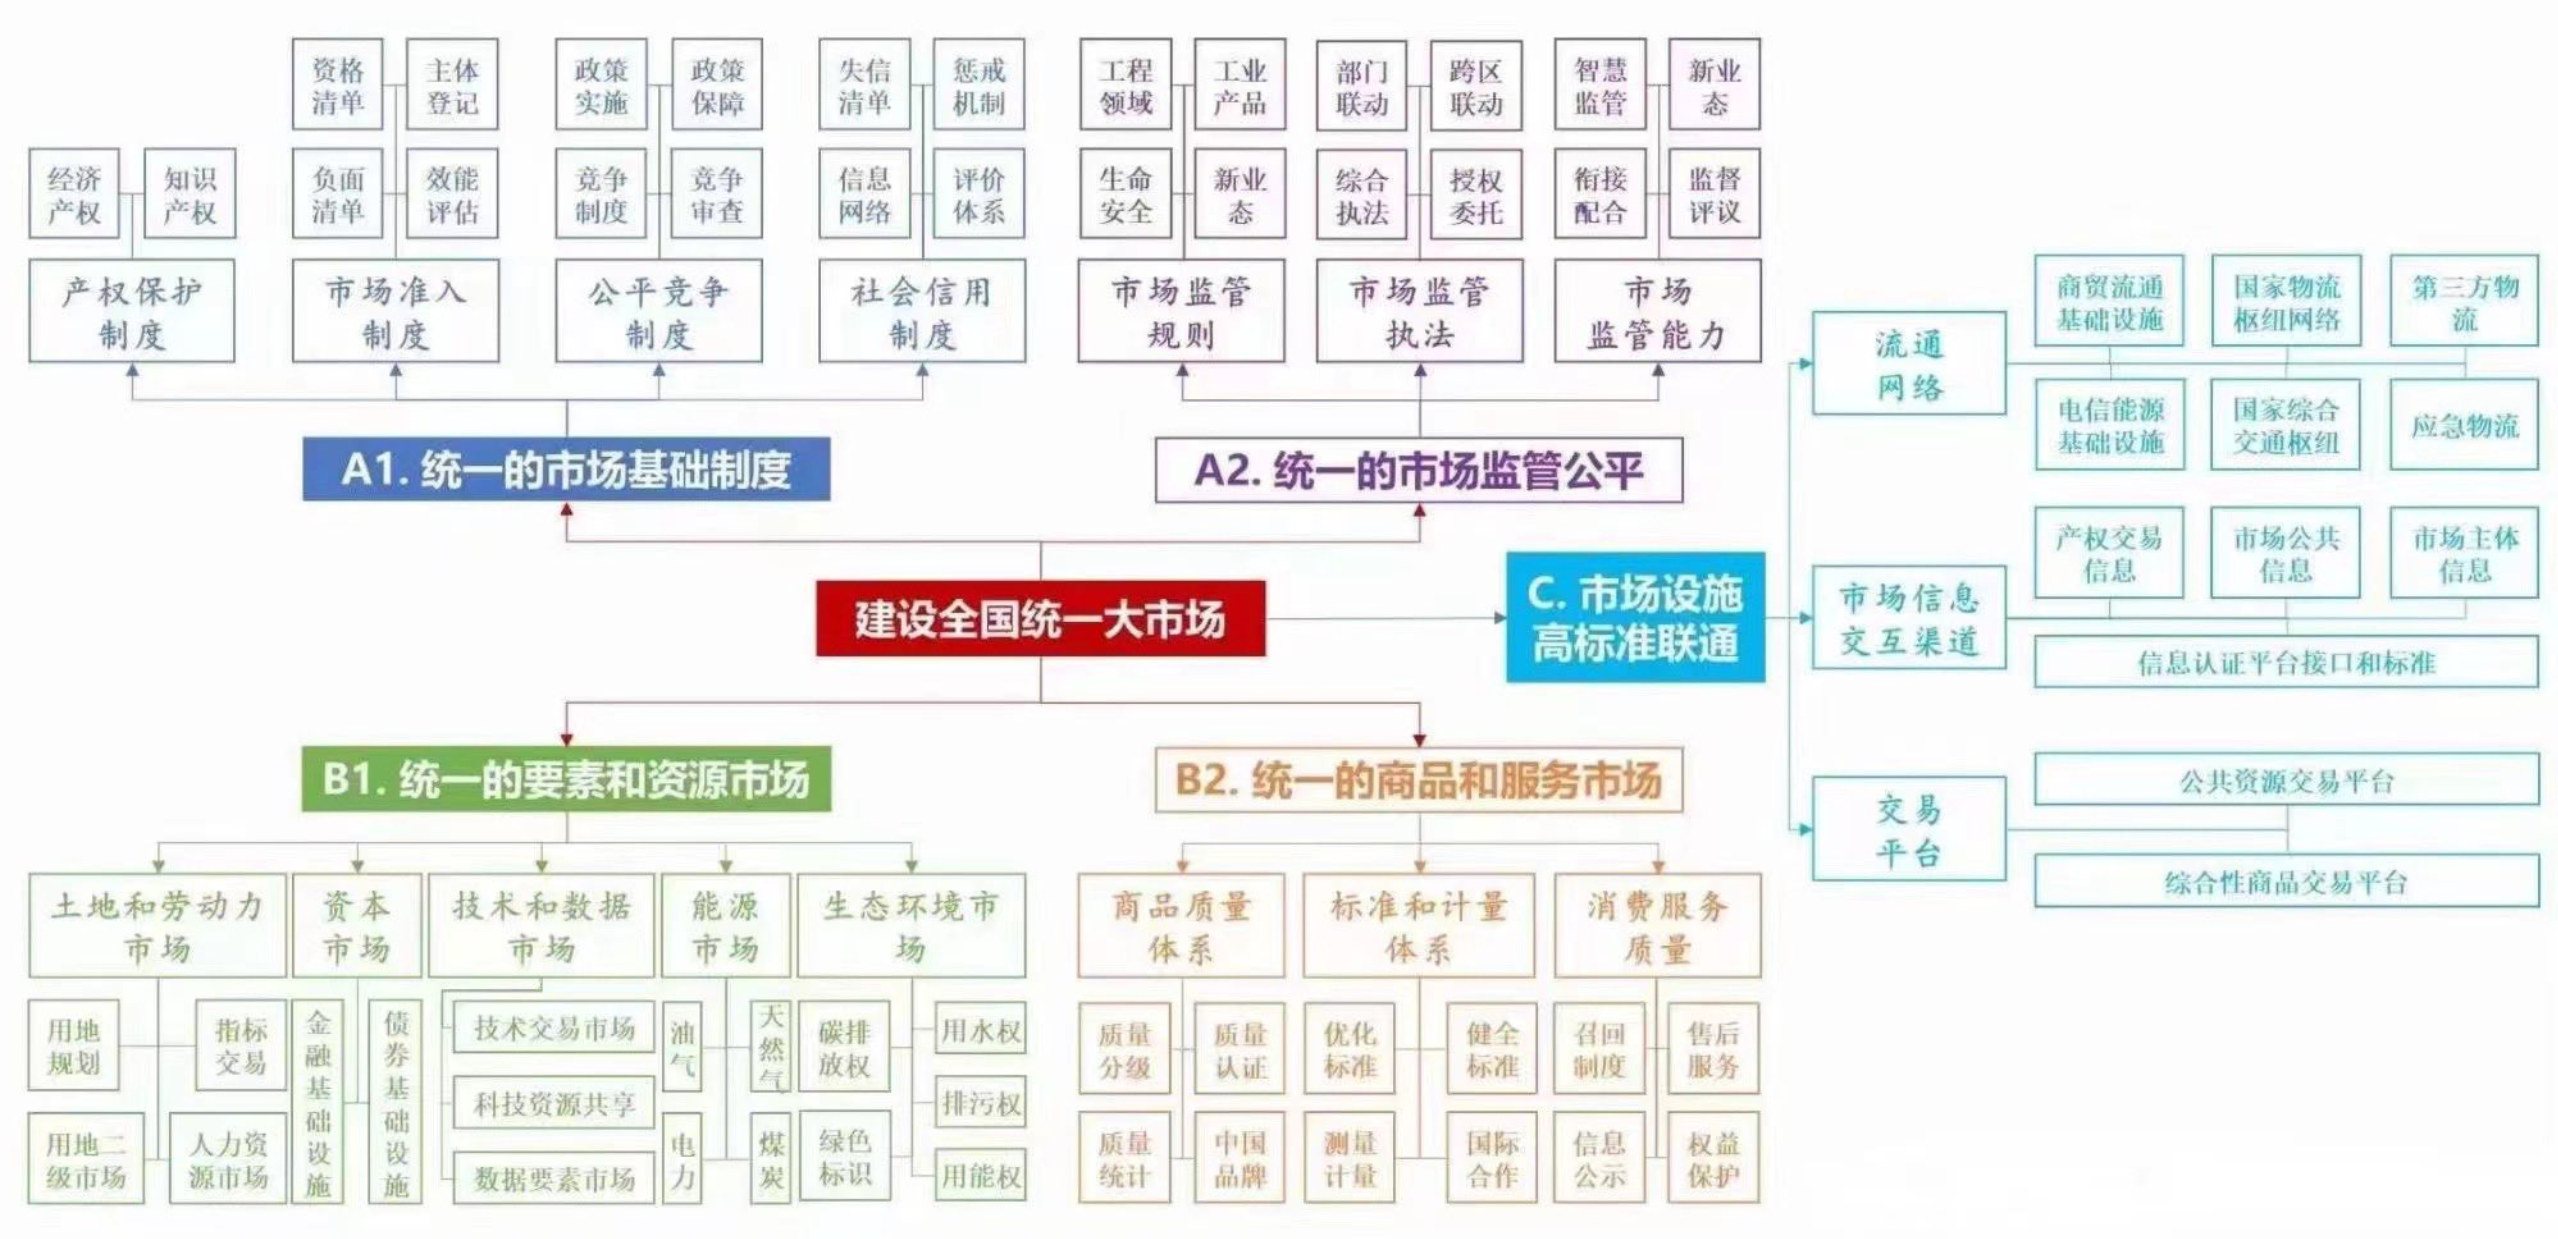 资格
清单
主体
登记
政策
实施
政策
保障
失信
清单
惩戒
机制
工程
领域
工业
产品
部门
联动
跨区
联动
智慧
监管
新业
态
经济
产权
知识
产权
负面
清单
效能
评估
竞争
制度
竞争
审查
信息
网络
评价
体系
生命
安全
新业
态
综合
执法
授权
委托
衔接
配合
监督
评议
产权保护
制度
市场准入
制度
公平竞争
制度
社会信用
制度
市场监管
规则
市场监管
执法
市场
监管能力
A1. 统一的市场基础制度
A2. 统一的市场监管公平
建设全国统一大市场
C. 市场设施
高标准联通
流通
网络
商贸流通
基础设施
国家物流
枢纽网络
第三方物
流
电信能源
基础设施
国家综合
交通枢纽
应急物流
市场信息
交互渠道
产权交易
信息
市场公共
信息
市场主体
信息
信息认证平台接口和标准
交易
平台
公共资源交易平台
综合性商品交易平台
B1. 统一的要素和资源市场
B2. 统一的商品和服务市场
土地和劳动力
市场
资本
市场
技术和数据
市场
能源
市场
生态环境市
场
商品质量
体系
标准和计量
体系
消费服务
质量
用地
规划
指标
交易
用地二
级市场
人力资
源市场
金融基础设施
债券基础设施
技术交易市场
科技资源共享
数据要素市场
油气
天然气
电力
煤炭
碳排
放权
用水权
排污权
绿色
标识
用能权
质量
分级
质量
认证
质量
统计
中国
品牌
优化
标准
健全
标准
测量
计量
国际
合作
召回
制度
售后
服务
信息
公示
权益
保护